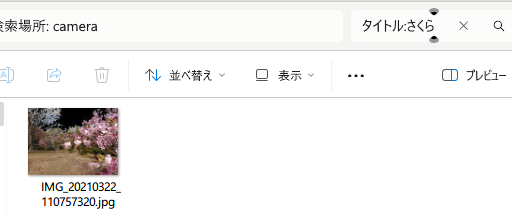 検索場所: camera
タイトル:さくら
並べ替え
表示
プレビュー
IMG_20210322_
110757320.jpg